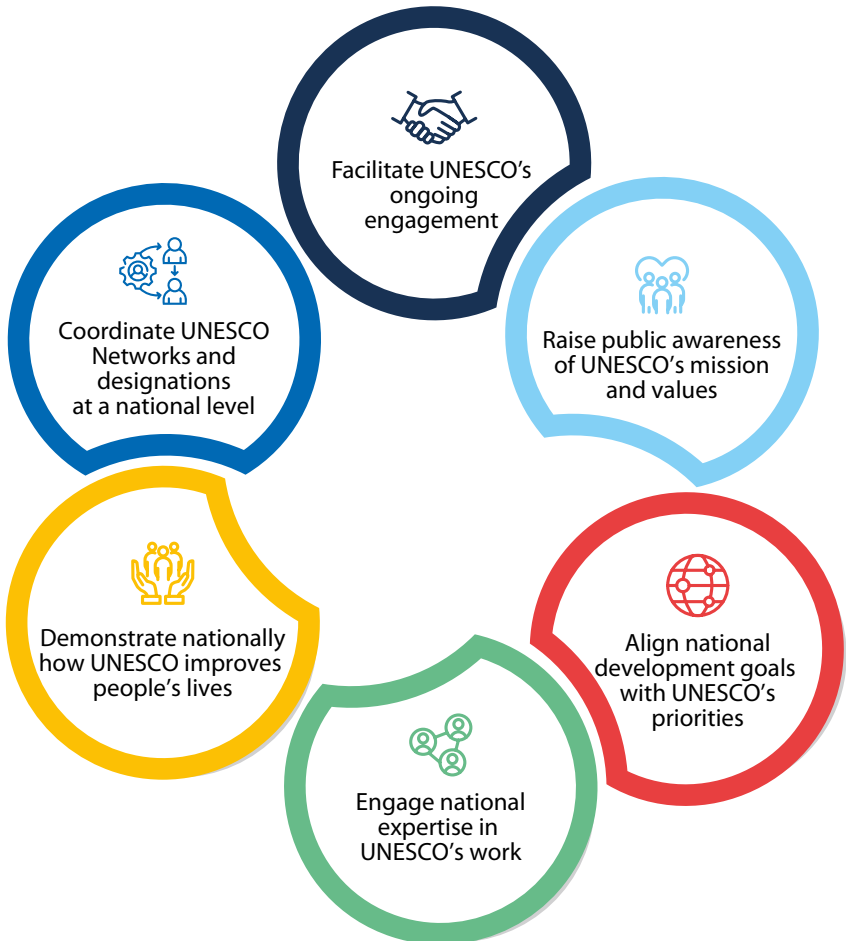 Facilitate UNESCO’s
ongoing
engagement
Raise public awareness
of UNESCO’s mission
and values
Align national
development goals
with UNESCO’s
priorities
Engage national
expertise in
UNESCO’s work
Demonstrate nationally
how UNESCO improves
people’s lives
Coordinate UNESCO
Networks and
designations
at a national level